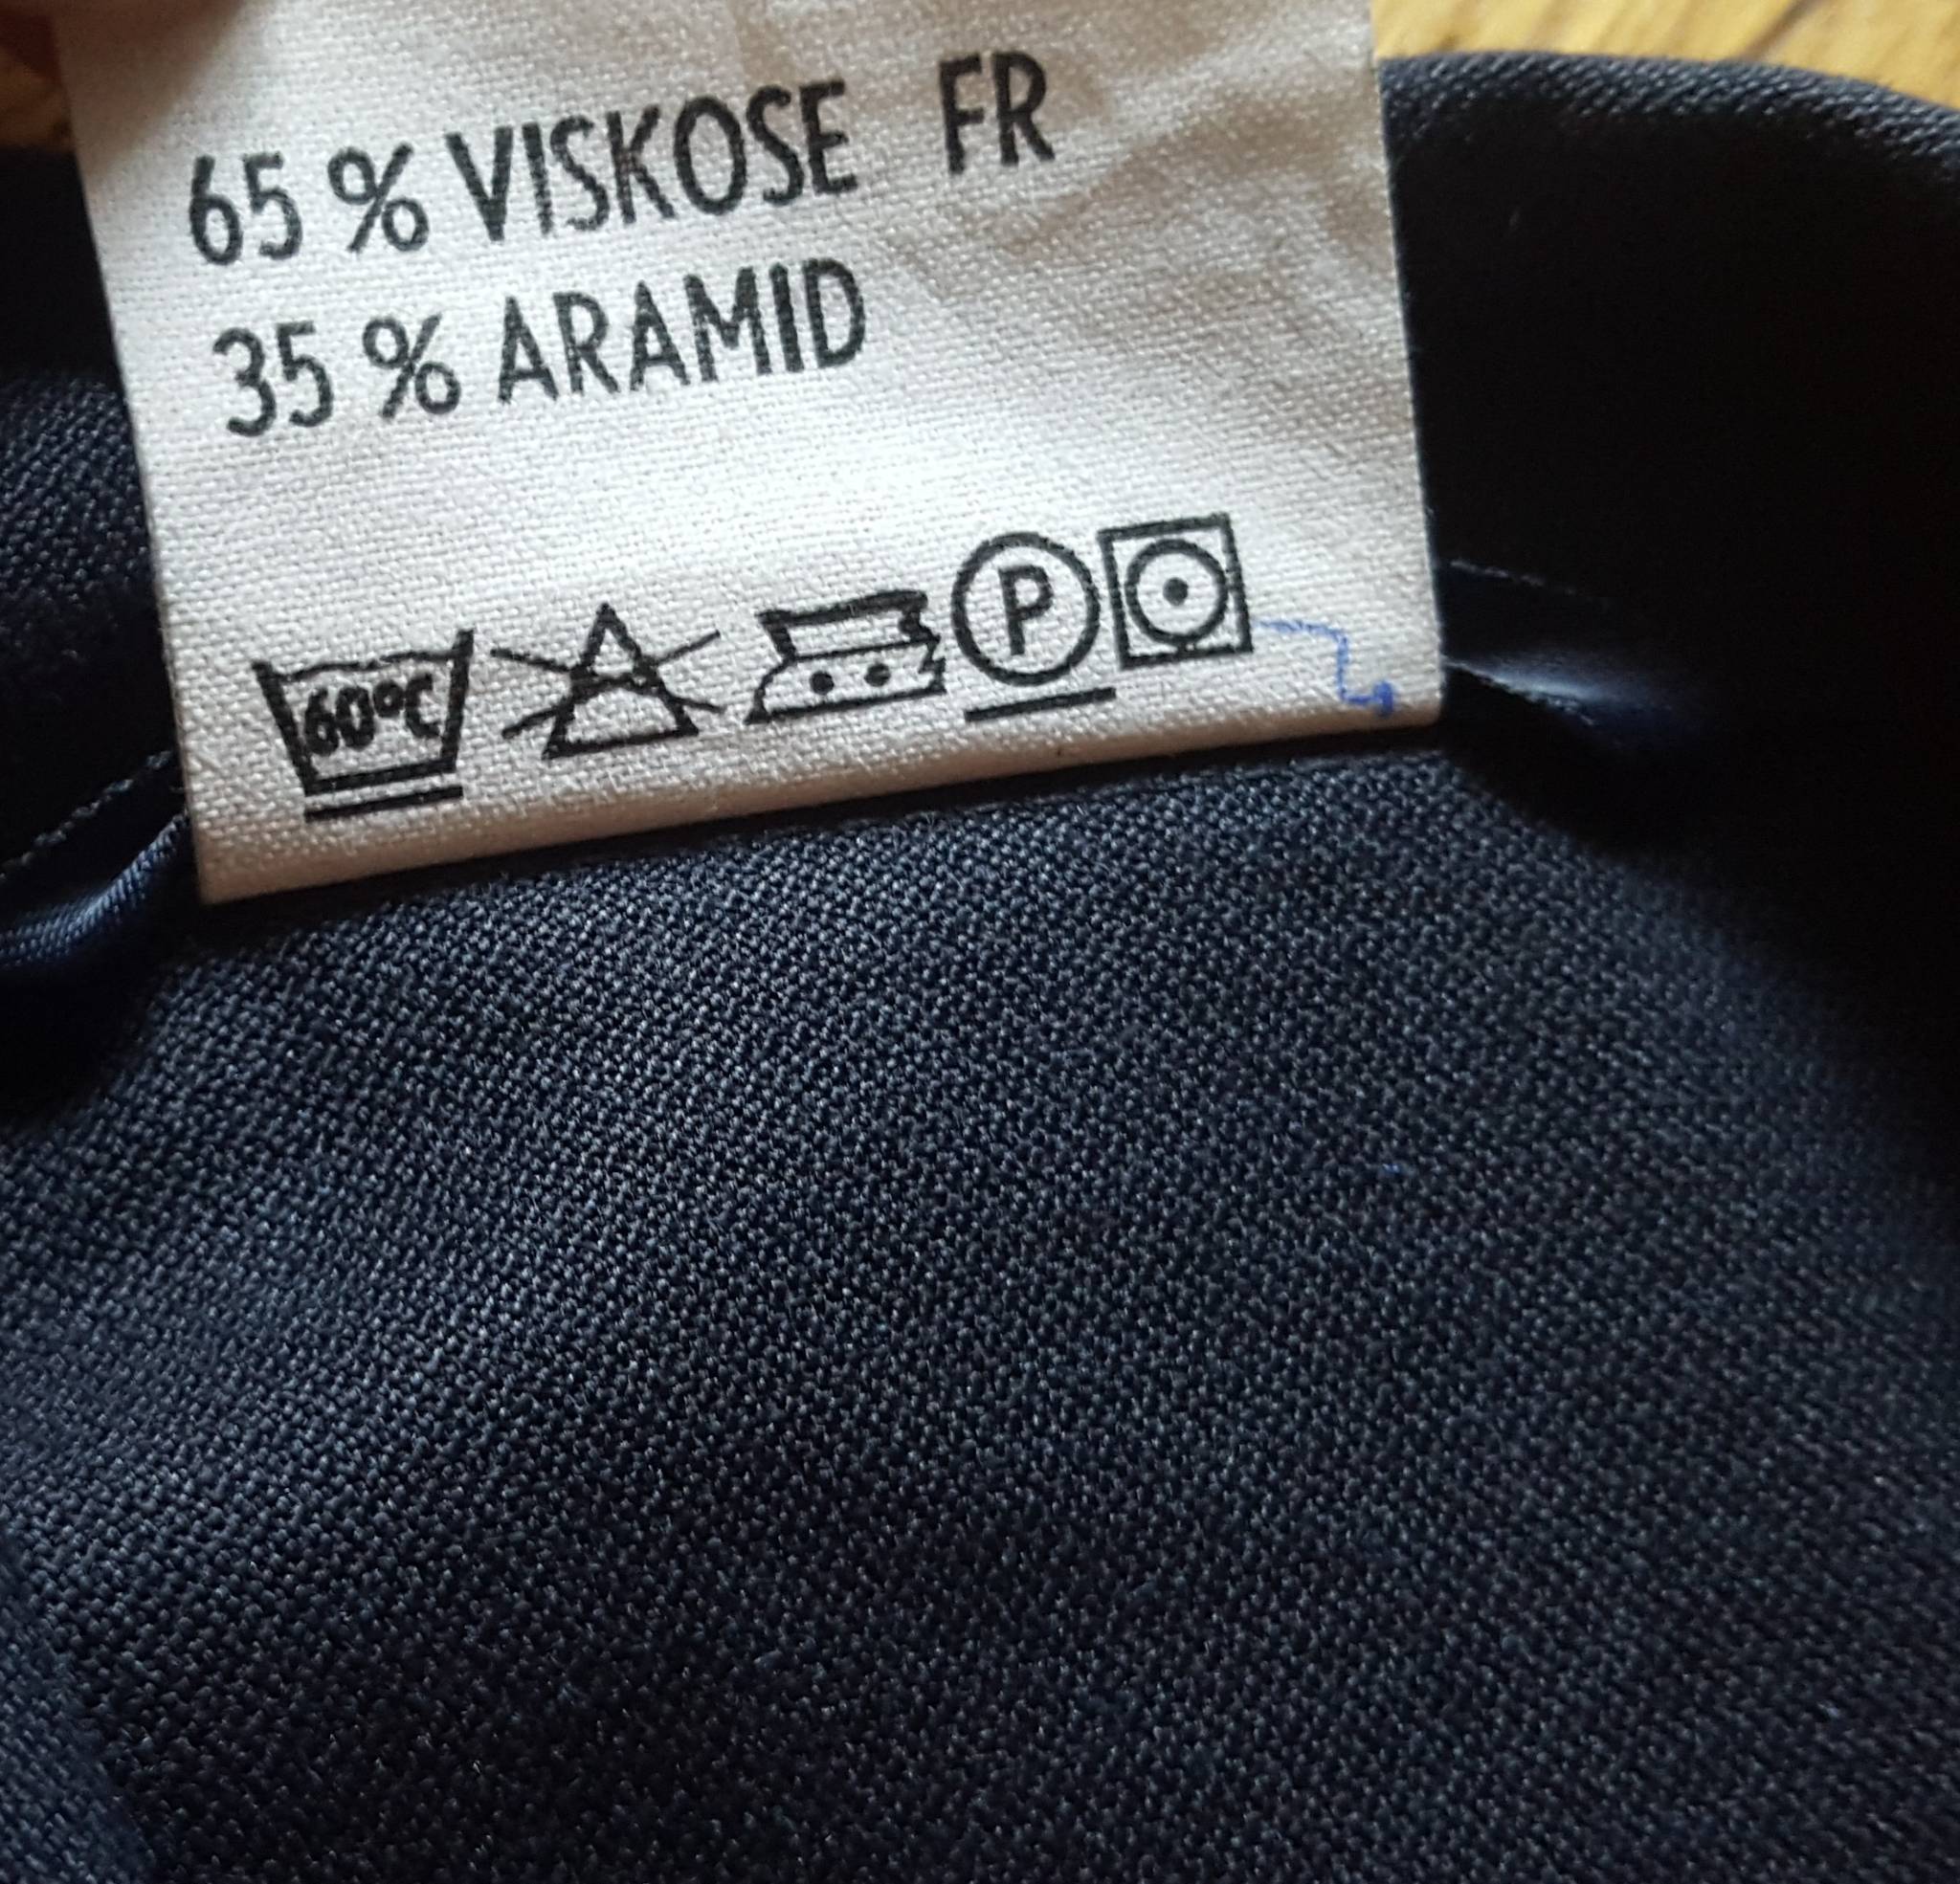 65 % VISKOSE FR
35 % ARAMID
60°C P